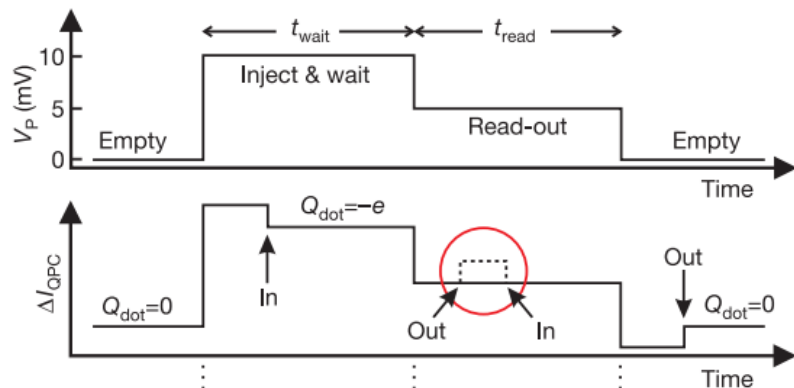 t_wait
t_read
10
Inject & wait
V_P (mV)
5
Empty
Read-out
Empty
0
Time
Q_dot=–e
Out
ΔI_QPC
Q_dot=0
In
Q_dot=0
Out
In
Time